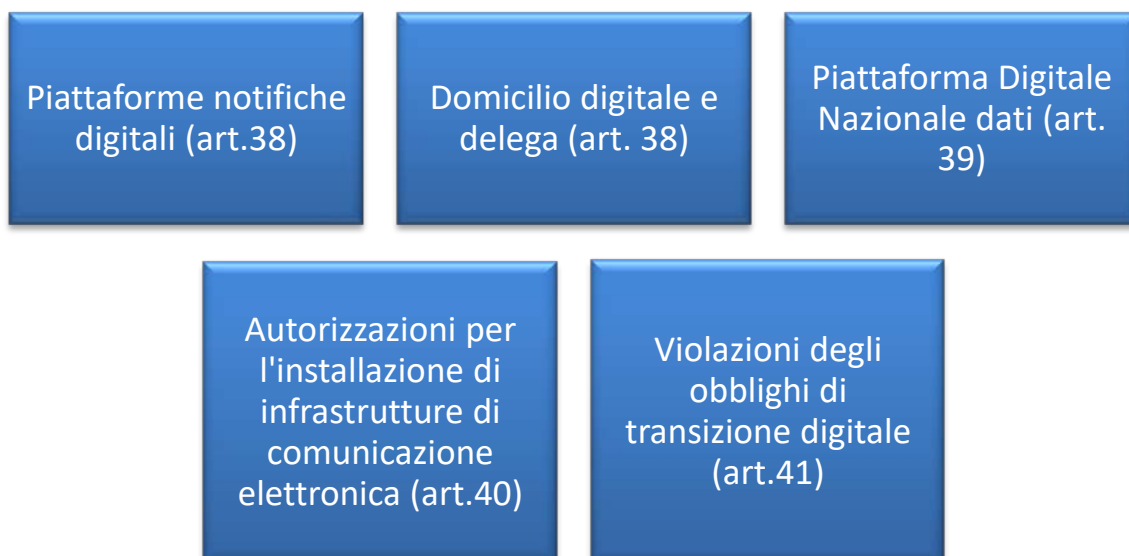 Piattaforme notifiche
digitali (art.38)
Domicilio digitale e
delega (art. 38)
Piattaforma Digitale
Nazionale dati (art.
39)
Autorizzazioni per
l'installazione di
infrastrutture di
comunicazione
elettronica (art.40)
Violazioni degli
obblighi di
transizione digitale
(art.41)